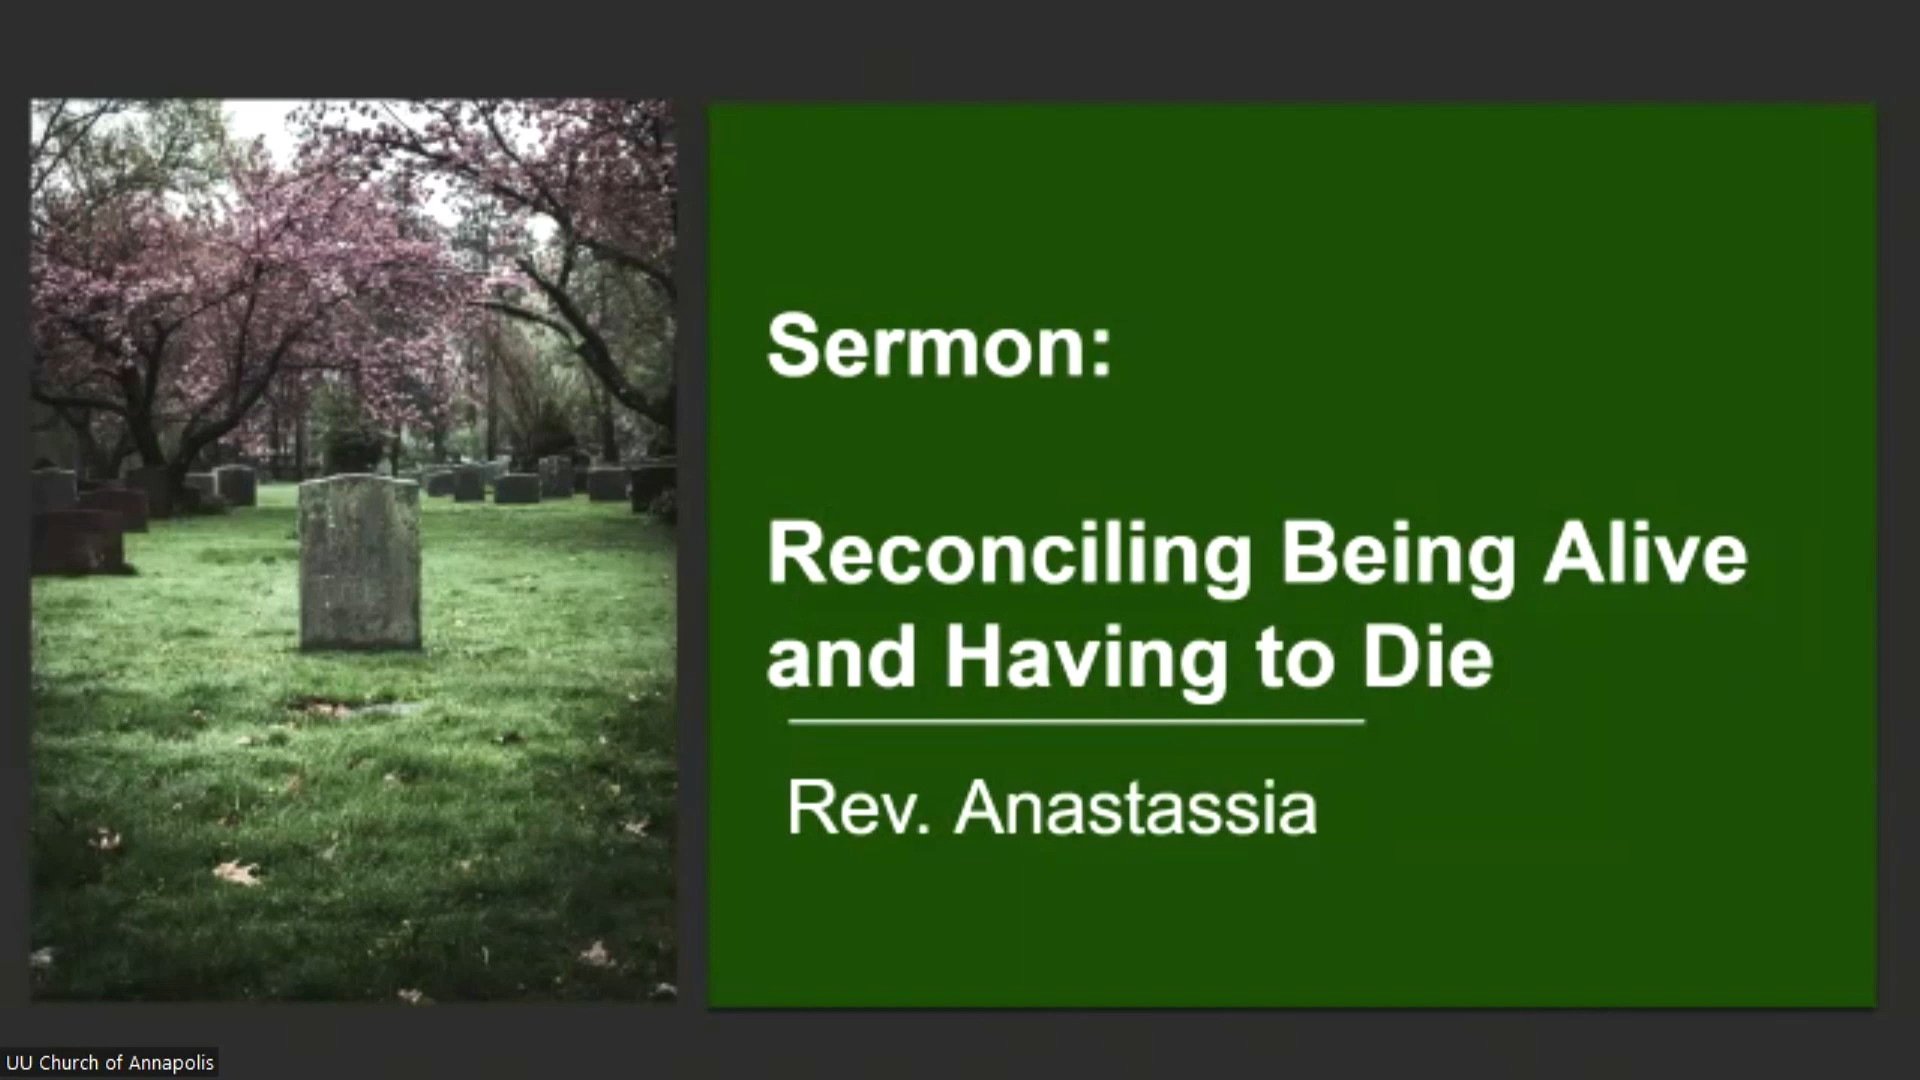 Sermon:
Reconciling Being Alive
and Having to Die
Rev. Anastassia
UU Church of Annapolis